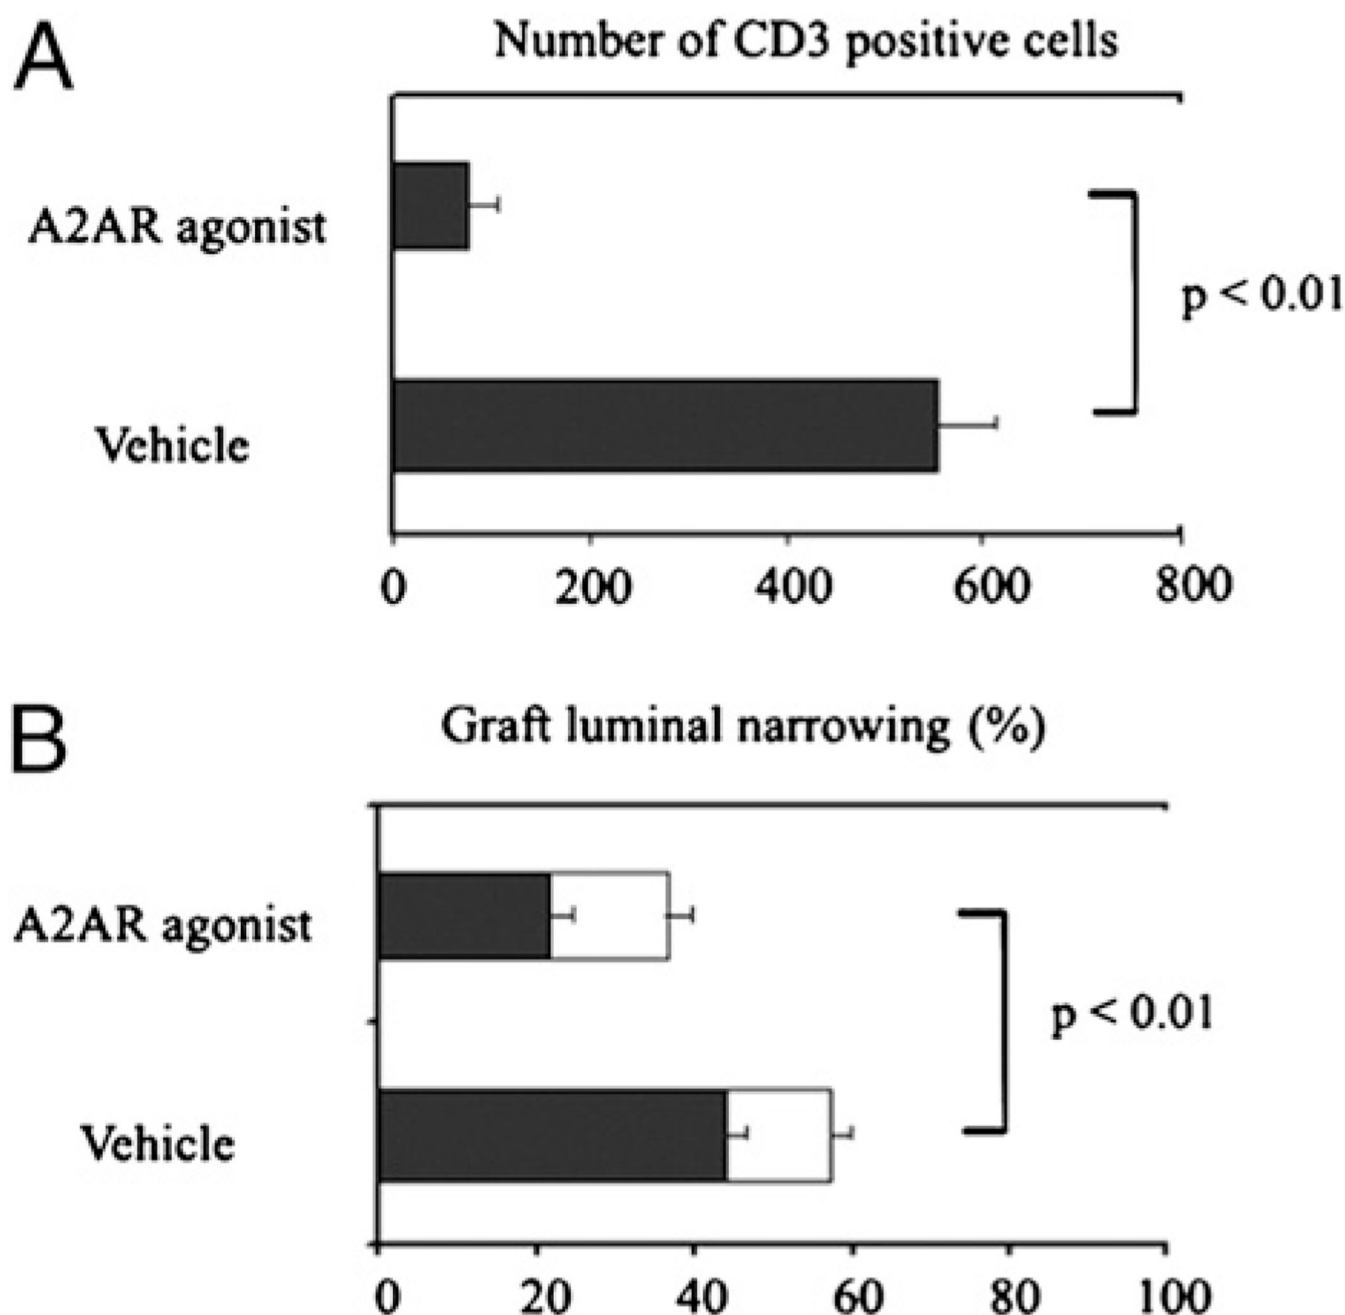 A
Number of CD3 positive cells
A2AR agonist
p < 0.01
Vehicle
0 200 400 600 800
B
Graft luminal narrowing (%)
A2AR agonist
p < 0.01
Vehicle
0 20 40 60 80 100